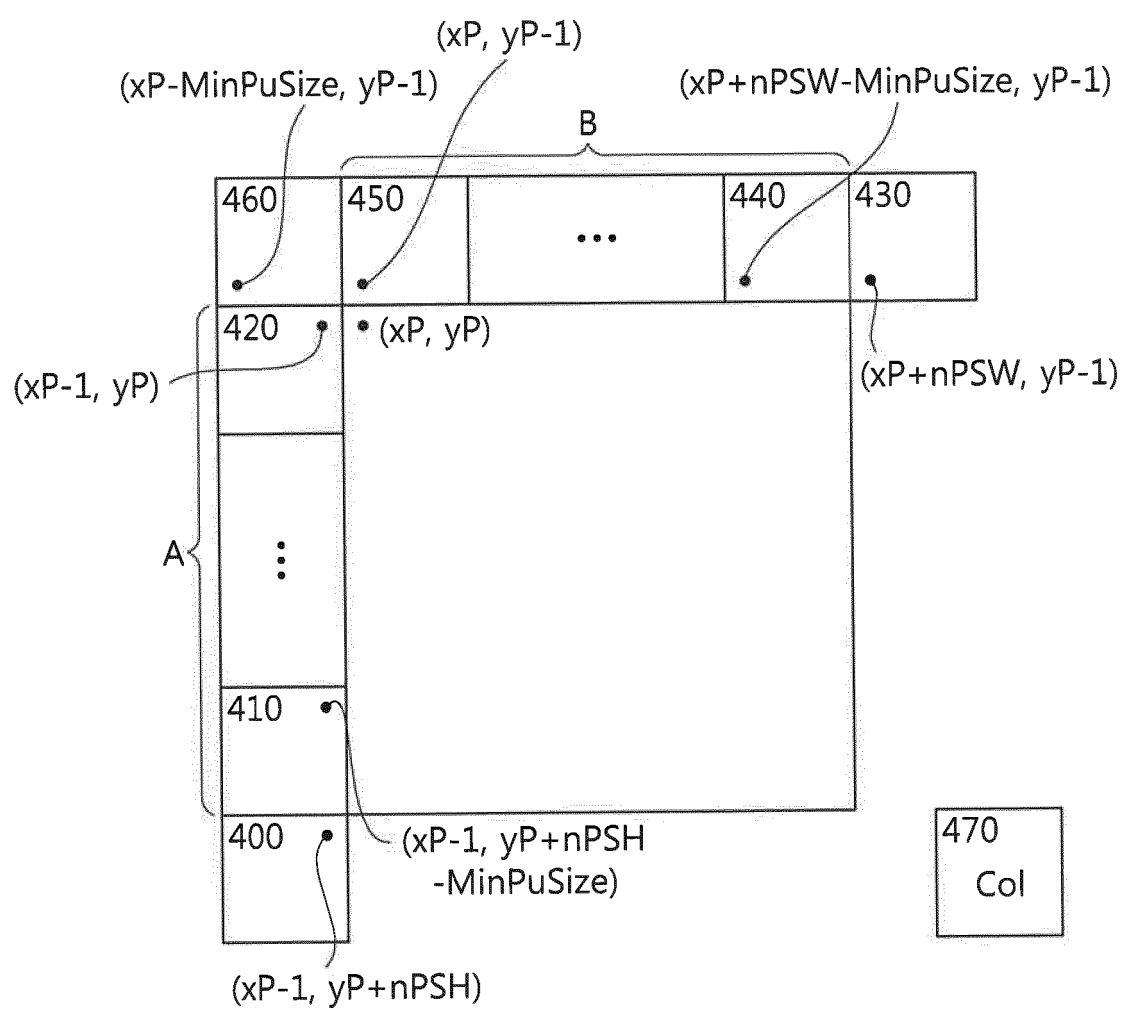 (xP, yP-1)
(xP-MinPuSize, yP-1)
(xP+nPSW-MinPuSize, yP-1)
B
460
450
...
440
430
420
(xP, yP)
(xP-1, yP)
(xP+nPSW, yP-1)
A
410
400
(xP-1, yP+nPSH
-MinPuSize)
470
Col
(xP-1, yP+nPSH)